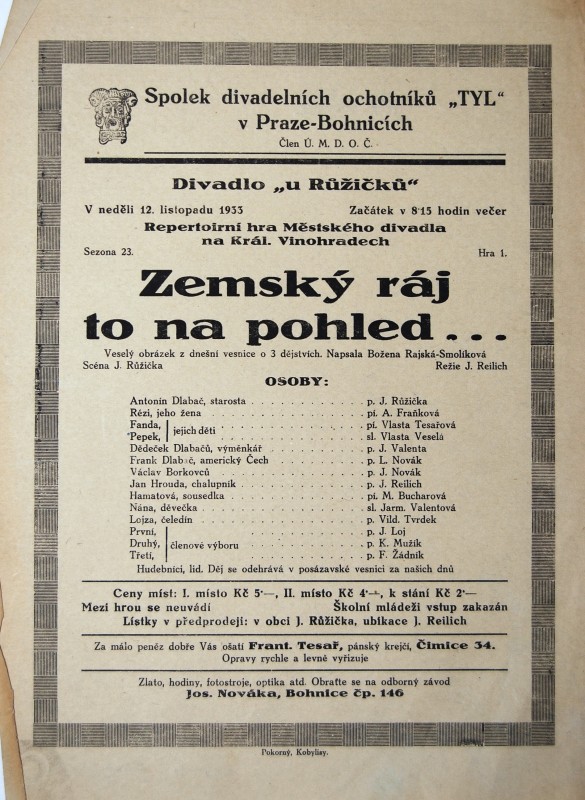 Spolek divadelních ochotníků „TYL“
v Praze-Bohnicích
Člen Ú. M. D. O. Č.
Divadlo „u Růžičků“
V neděli 12. listopadu 1933 Začátek v 8·15 hodin večer
Repertoirní hra Městského divadla
na Král. Vinohradech
Sezona 23. Hra 1.
Zemský ráj
to na pohled...
Veselý obrázek z dnešní vesnice o 3 dějstvích. Napsala Božena Rajská-Smolíková
Scéna J. Růžička Režie J. Reilich
OSOBY:
Antonín Dlabač, starosta . . . . . . . . . . . . p. J. Růžička
Rézi, jeho žena . . . . . . . . . . . . pí. A. Fraňková
Fanda, jejich děti . . . . . . . . . . . . pí. Vlasta Tesařová
Pepek, . . . . . . . . . . . . sl. Vlasta Veselá
Dědeček Dlabačů, výměnkář . . . . . . . . . p. J. Valenta
Frank Dlabač, americký Čech . . . . . . . . . p. L. Novák
Václav Borkovců . . . . . . . . . . . . p. J. Novák
Jan Hrouda, chalupník . . . . . . . . . . . . p. J. Reilich
Hamatová, sousedka . . . . . . . . . . . . pí. M. Bucharová
Nána, děvečka . . . . . . . . . . . . sl. Jarm. Valentová
Lojza, čeledín . . . . . . . . . . . . p. Vild. Tvrdek
První, . . . . . . . . . . . . p. J. Loj
Druhý, členové výboru . . . . . . . . . . . . p. K. Mužík
Třetí, . . . . . . . . . . . . p. F. Žádník
Hudebníci, lid. Děj se odehrává v posázavské vesnici za našich dnů
Ceny míst: I. místo Kč 5·—, II. místo Kč 4·—, k stání Kč 2·—
Mezi hrou se neuvádí Školní mládeži vstup zakazán
Lístky v předprodeji: v obci J. Růžička, ubikace J. Reilich
Za málo peněz dobře Vás ošatí Frant. Tesař, pánský krejčí, Čimice 34.
Opravy rychle a levně vyřizuje
Zlato, hodiny, fotostroje, optika atd. Obraťte se na odborný závod
Jos. Nováka, Bohnice čp. 146
Pokorný, Kobylisy.